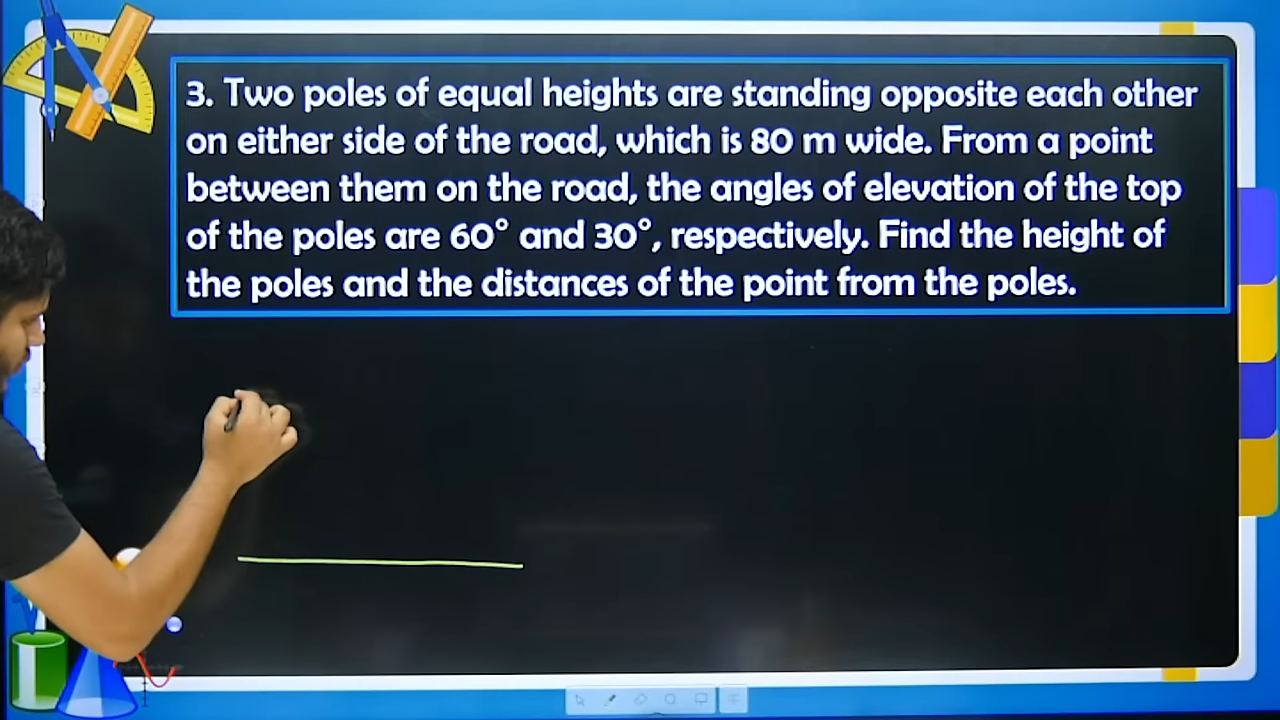 3. Two poles of equal heights are standing opposite each other
on either side of the road, which is 80 m wide. From a point
between them on the road, the angles of elevation of the top
of the poles are 60° and 30°, respectively. Find the height of
the poles and the distances of the point from the poles.